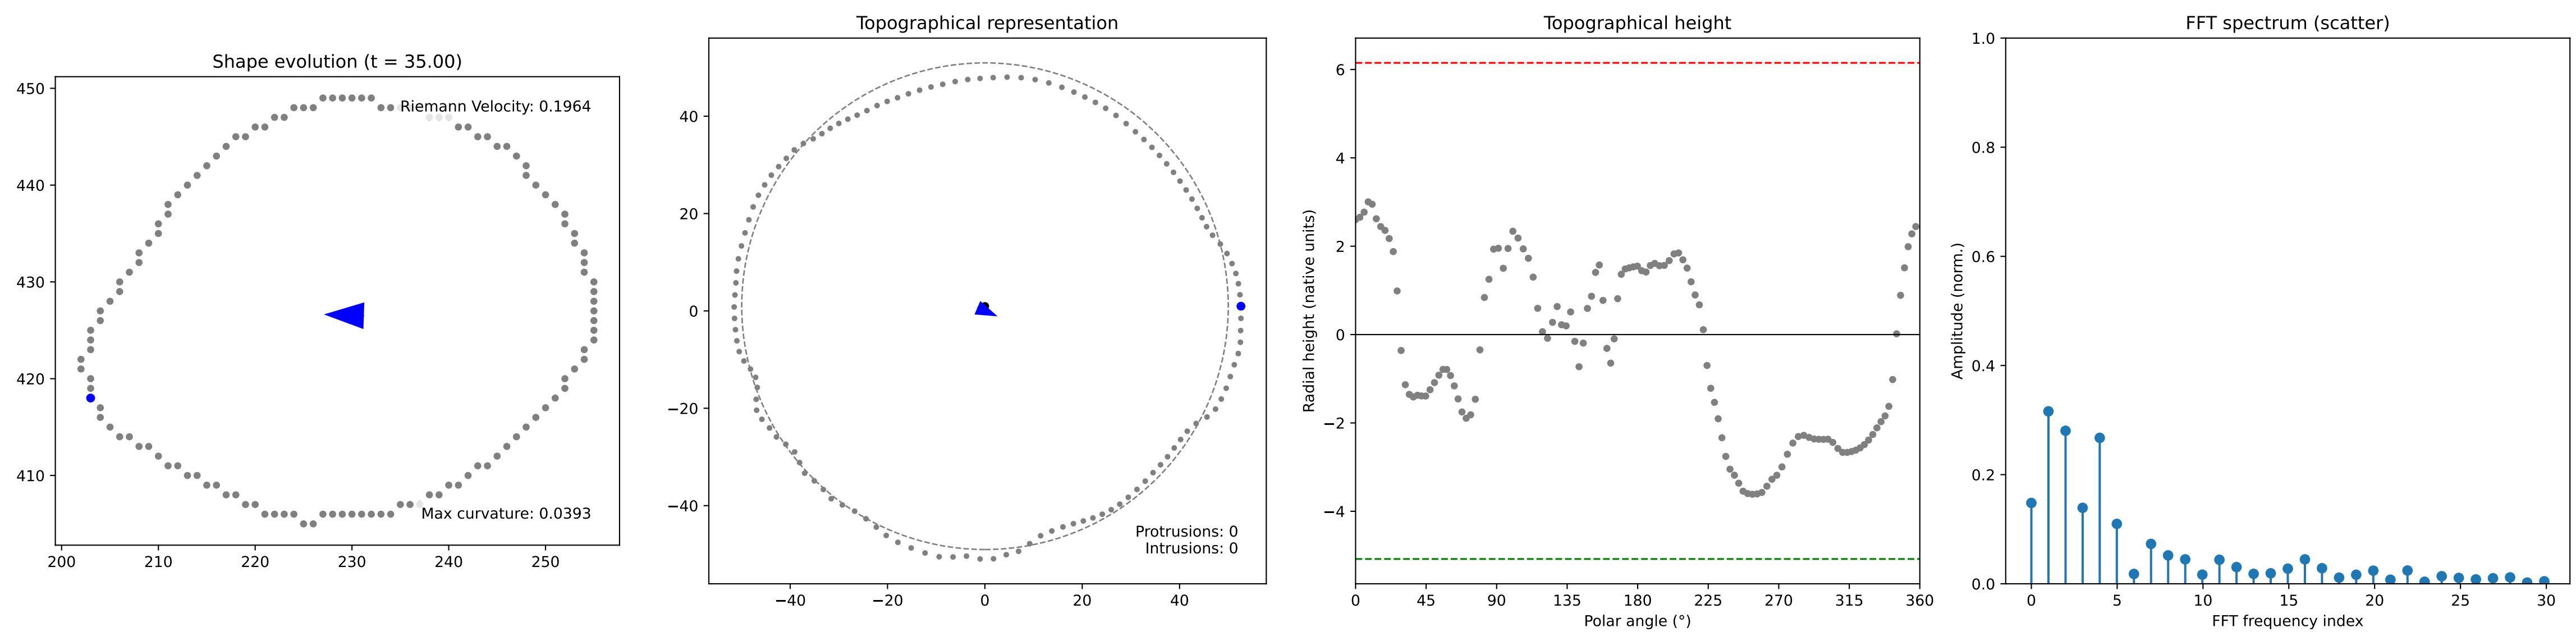 Shape evolution (t = 35.00)
Riemann Velocity: 0.1964
Max curvature: 0.0393
450
440
430
420
410
200 210 220 230 240 250
Topographical representation
40
20
0
−20
−40
−40 −20 0 20 40
Protrusions: 0
Intrusions: 0
Topographical height
Radial height (native units)
6
4
2
0
−2
−4
0 45 90 135 180 225 270 315 360
Polar angle (°)
FFT spectrum (scatter)
Amplitude (norm.)
1.0
0.8
0.6
0.4
0.2
0.0
0 5 10 15 20 25 30
FFT frequency index